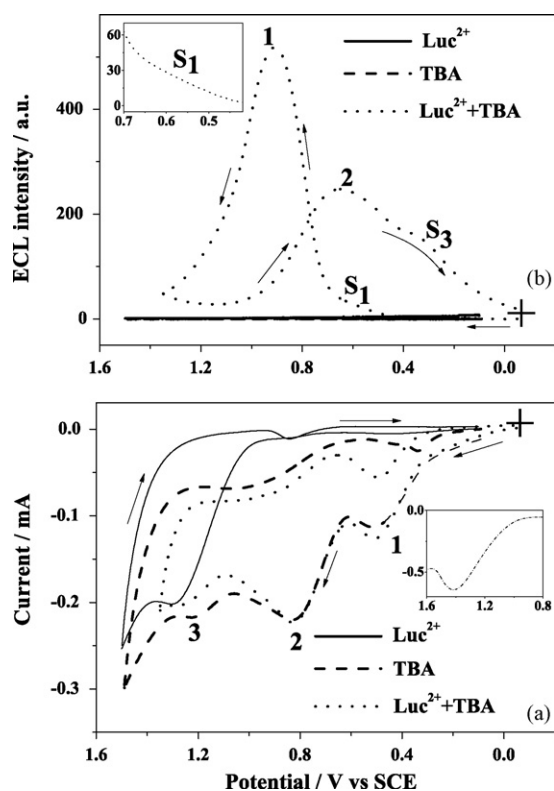 60
30
0
0.7 0.6 0.5
S1
1
Luc2+
TBA
Luc2++TBA
2
S3
S1
400
200
0
ECL intensity / a.u.
(b)
1.6 1.2 0.8 0.4 0.0
0.0
-0.1
-0.2
-0.3
Current / mA
1
2
3
0.0
-0.5
1.6 1.2 0.8
Luc2+
TBA
Luc2++TBA
(a)
1.6 1.2 0.8 0.4 0.0
Potential / V vs SCE